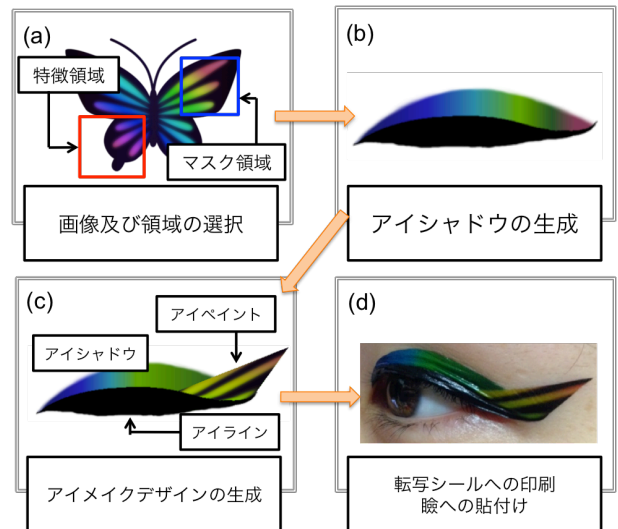 (a)
特徴領域
マスク領域
画像及び領域の選択
(b)
アイシャドウの生成
(c)
アイペイント
アイシャドウ
アイライン
アイメイクデザインの生成
(d)
転写シールへの印刷
瞼への貼付け